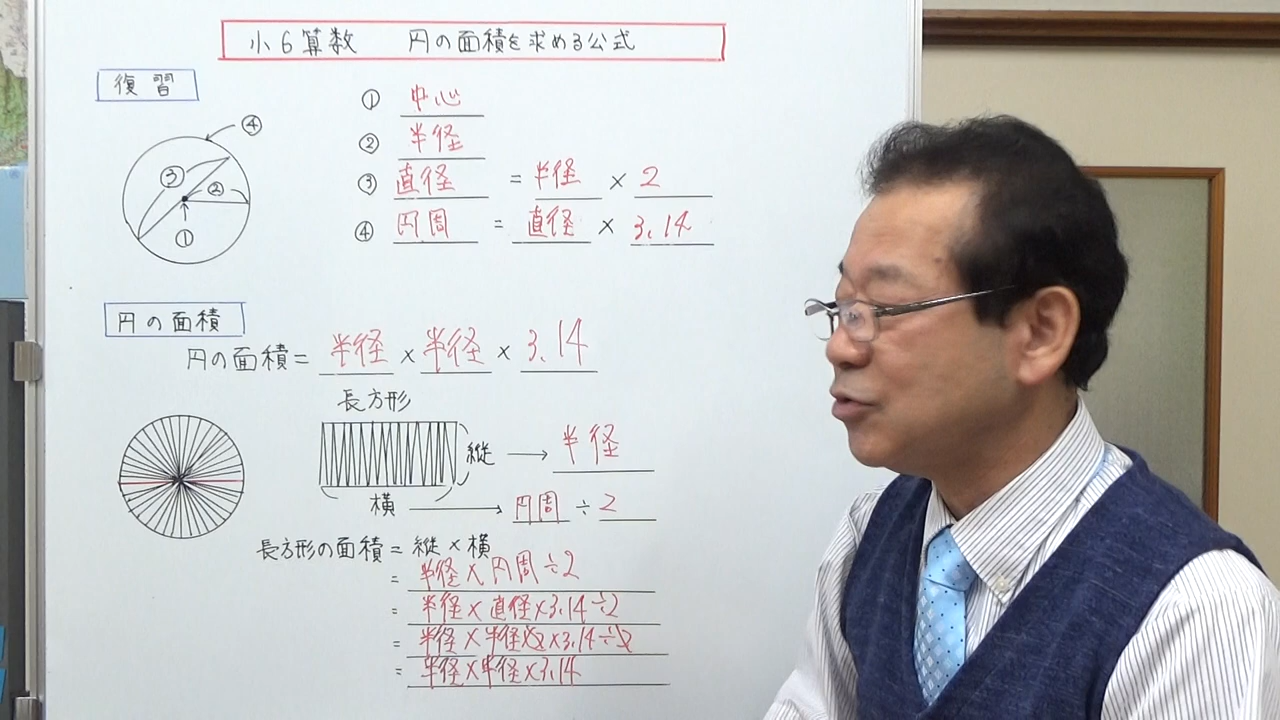 小6算数 円の面積を求める公式
復習
① 中心
② 半径
③ 直径 = 半径 × 2
④ 円周 = 直径 × 3.14
④
③
②
①
円の面積
円の面積 = 半径 × 半径 × 3.14
長方形
縦 → 半径
横 → 円周 ÷ 2
長方形の面積 = 縦 × 横
= 半径×円周÷2
= 半径×直径×3.14÷2
= 半径×半径×2×3.14÷2
= 半径×半径×3.14